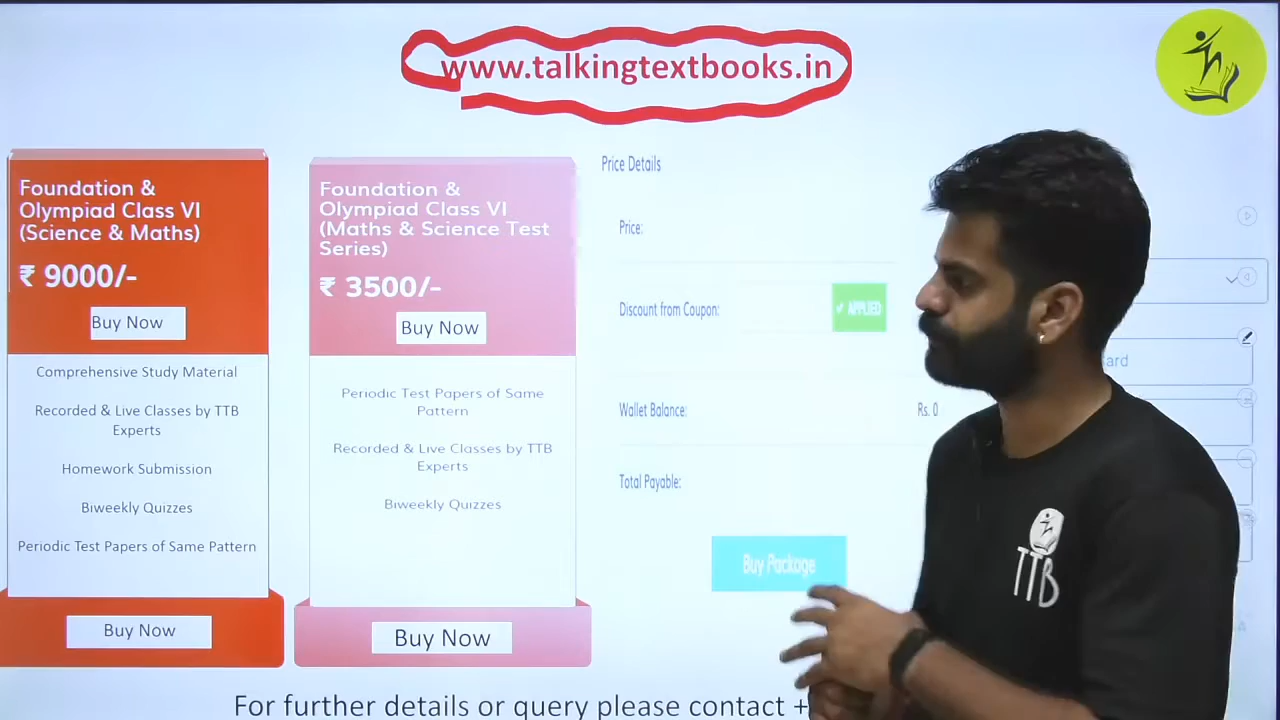 www.talkingtextbooks.in
Foundation &
Olympiad Class VI
(Science & Maths)
₹ 9000/-
Buy Now
Comprehensive Study Material
Recorded & Live Classes by TTB
Experts
Homework Submission
Biweekly Quizzes
Periodic Test Papers of Same Pattern
Buy Now
Foundation &
Olympiad Class VI
(Maths & Science Test
Series)
₹ 3500/-
Buy Now
Periodic Test Papers of Same
Pattern
Recorded & Live Classes by TTB
Experts
Biweekly Quizzes
Buy Now
Price Details
Price:
Discount from Coupon:
✓ APPLIED
Wallet Balance:
Rs. 0
Total Payable:
Buy Package
TTB
For further details or query please contact +